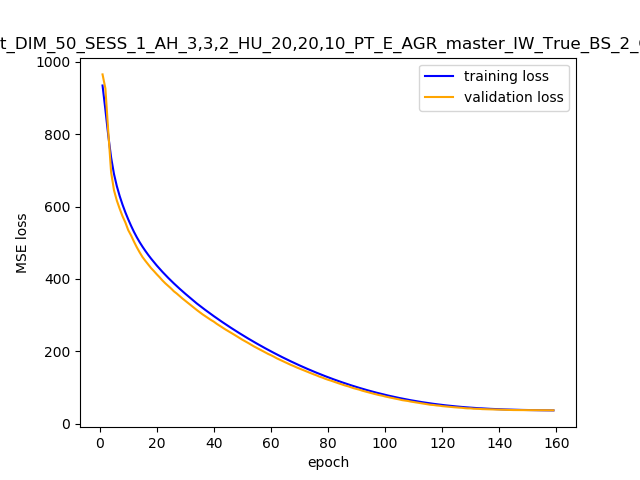 t_DIM_50_SESS_1_AH_3,3,2_HU_20,20,10_PT_E_AGR_master_IW_True_BS_2_
training loss
validation loss
MSE loss
1000
800
600
400
200
0
0 20 40 60 80 100 120 140 160
epoch